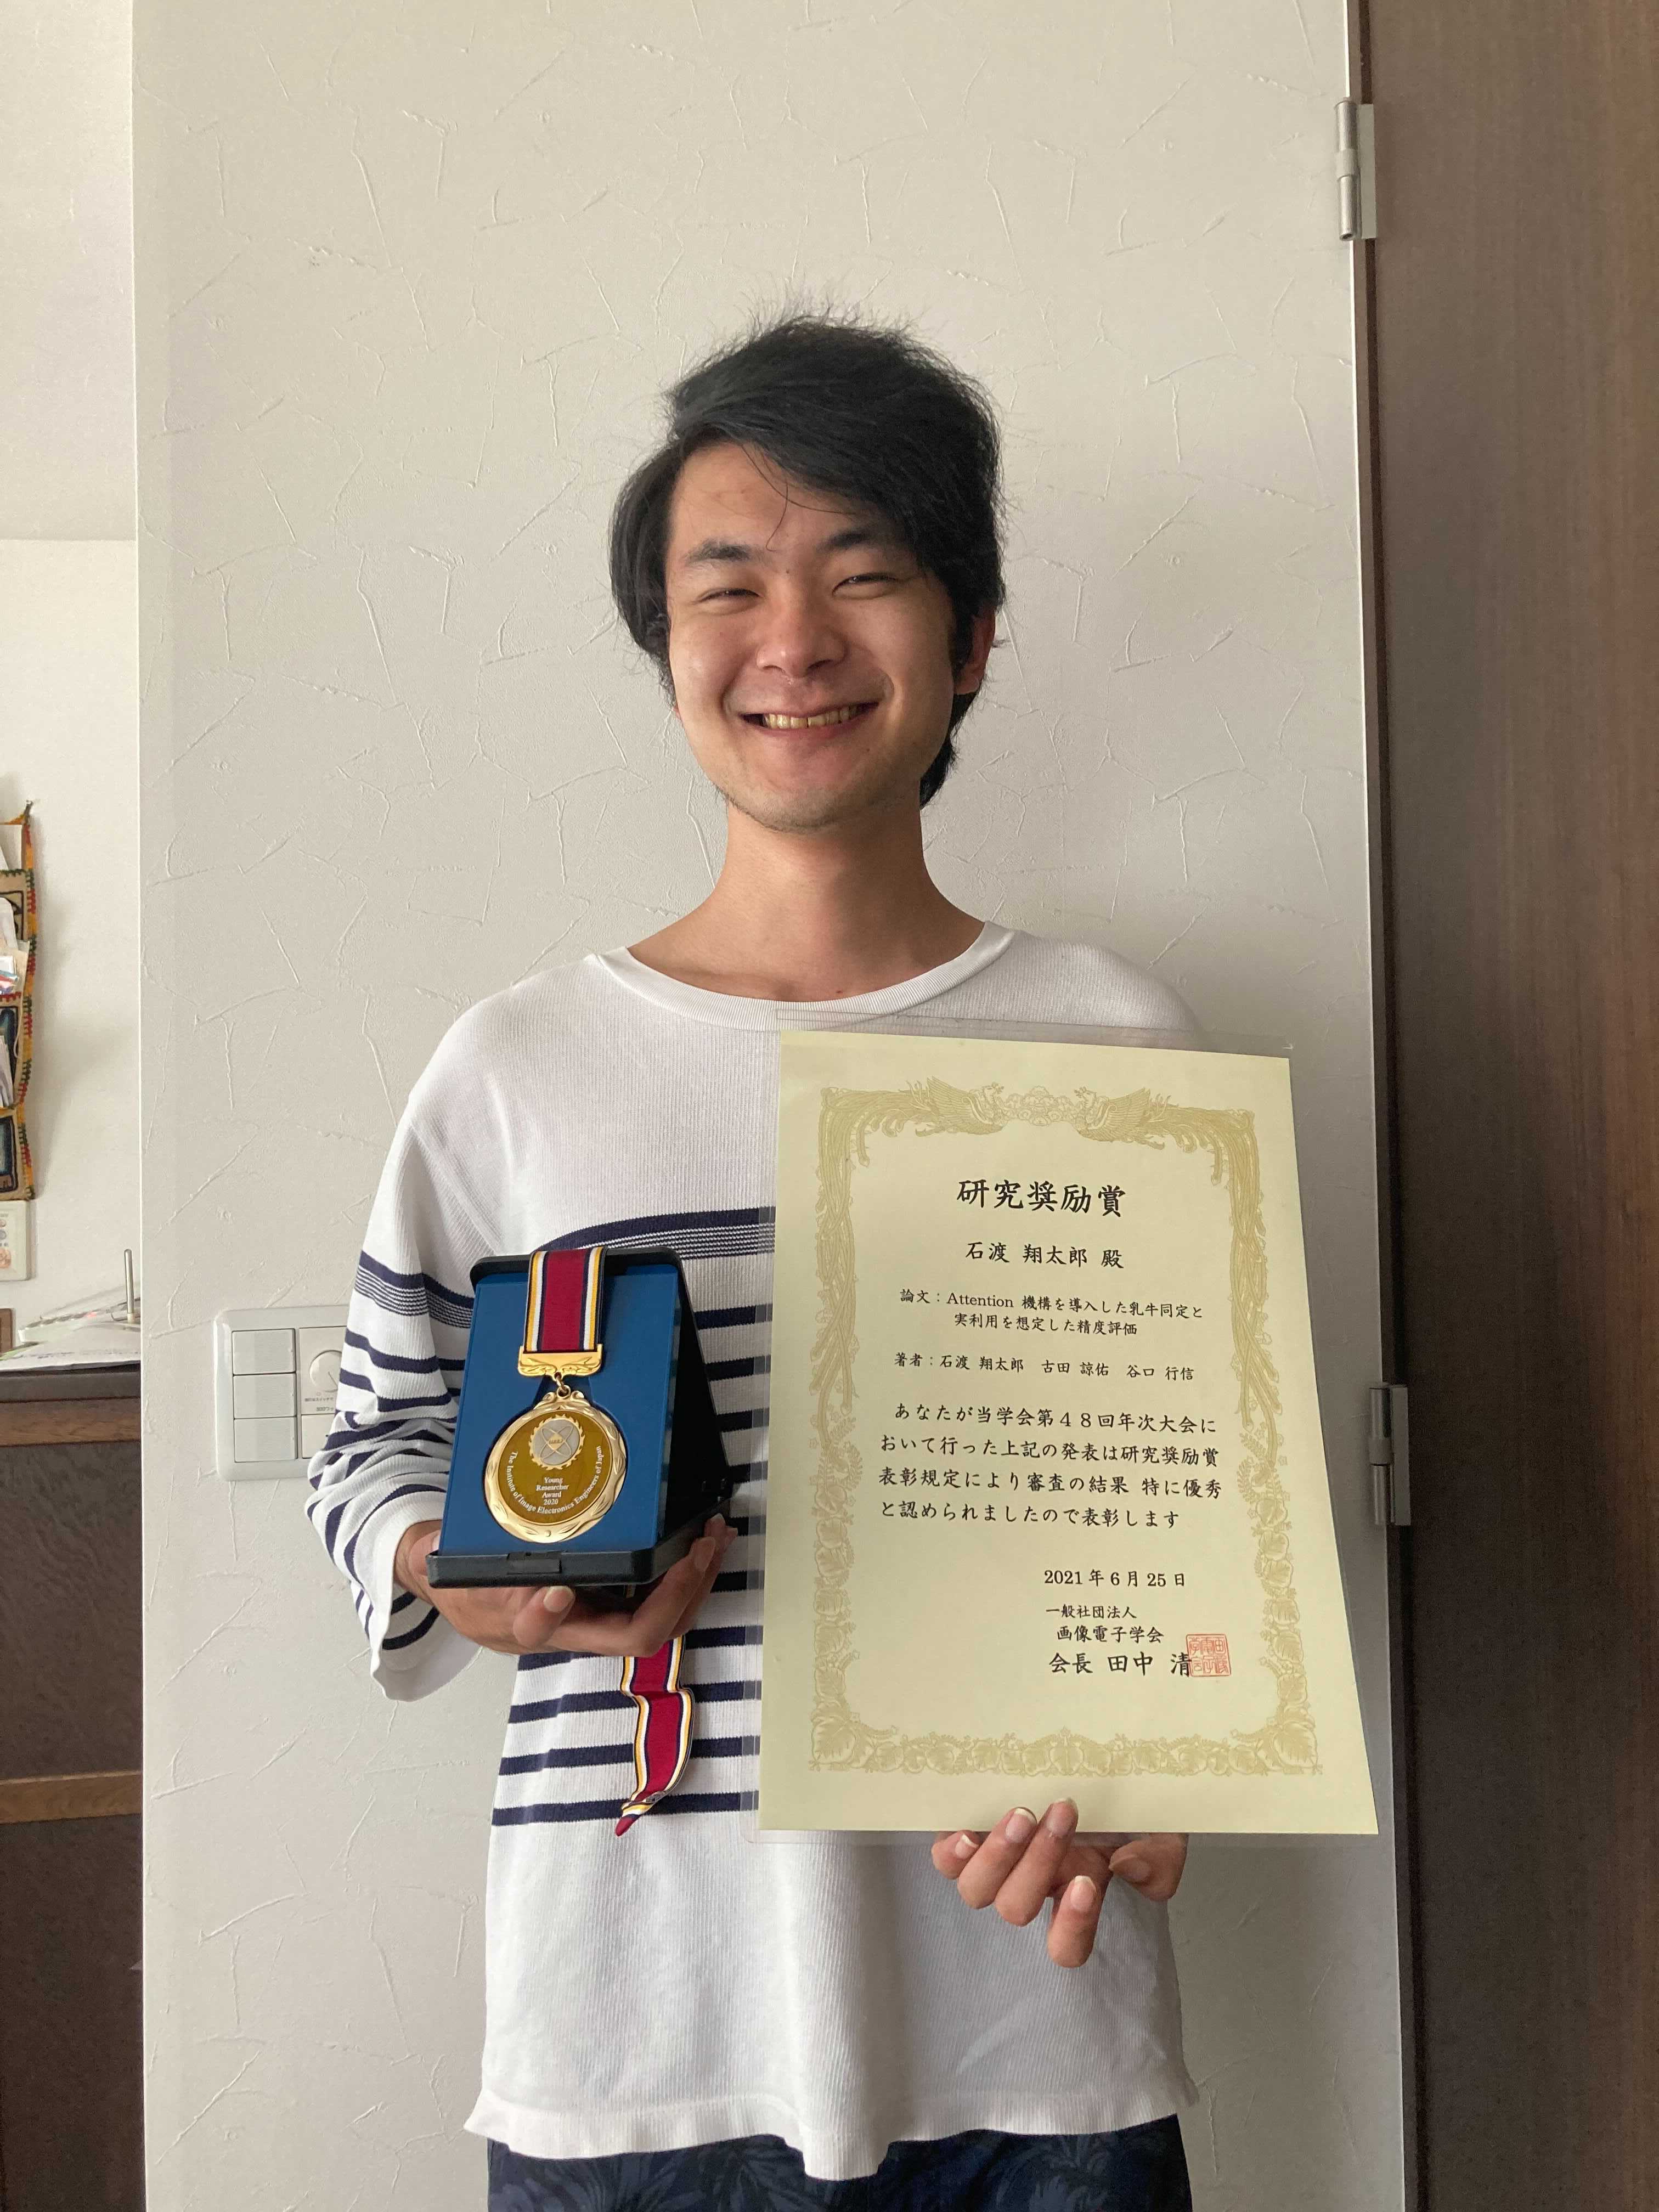 研究奨励賞
石渡 翔太郎 殿
論文：Attention 機構を導入した乳牛同定と
実利用を想定した精度評価
著者：石渡 翔太郎　古田 諒佑　谷口 行信
あなたが当学会第４８回年次大会に
おいて行った上記の発表は研究奨励賞
表彰規定により審査の結果 特に優秀
と認められましたので表彰します
2021年6月25日
一般社団法人
画像電子学会
会長 田中 清
Young
Researcher
Award
2020
The Institute of Image Electronics Engineers of Japan